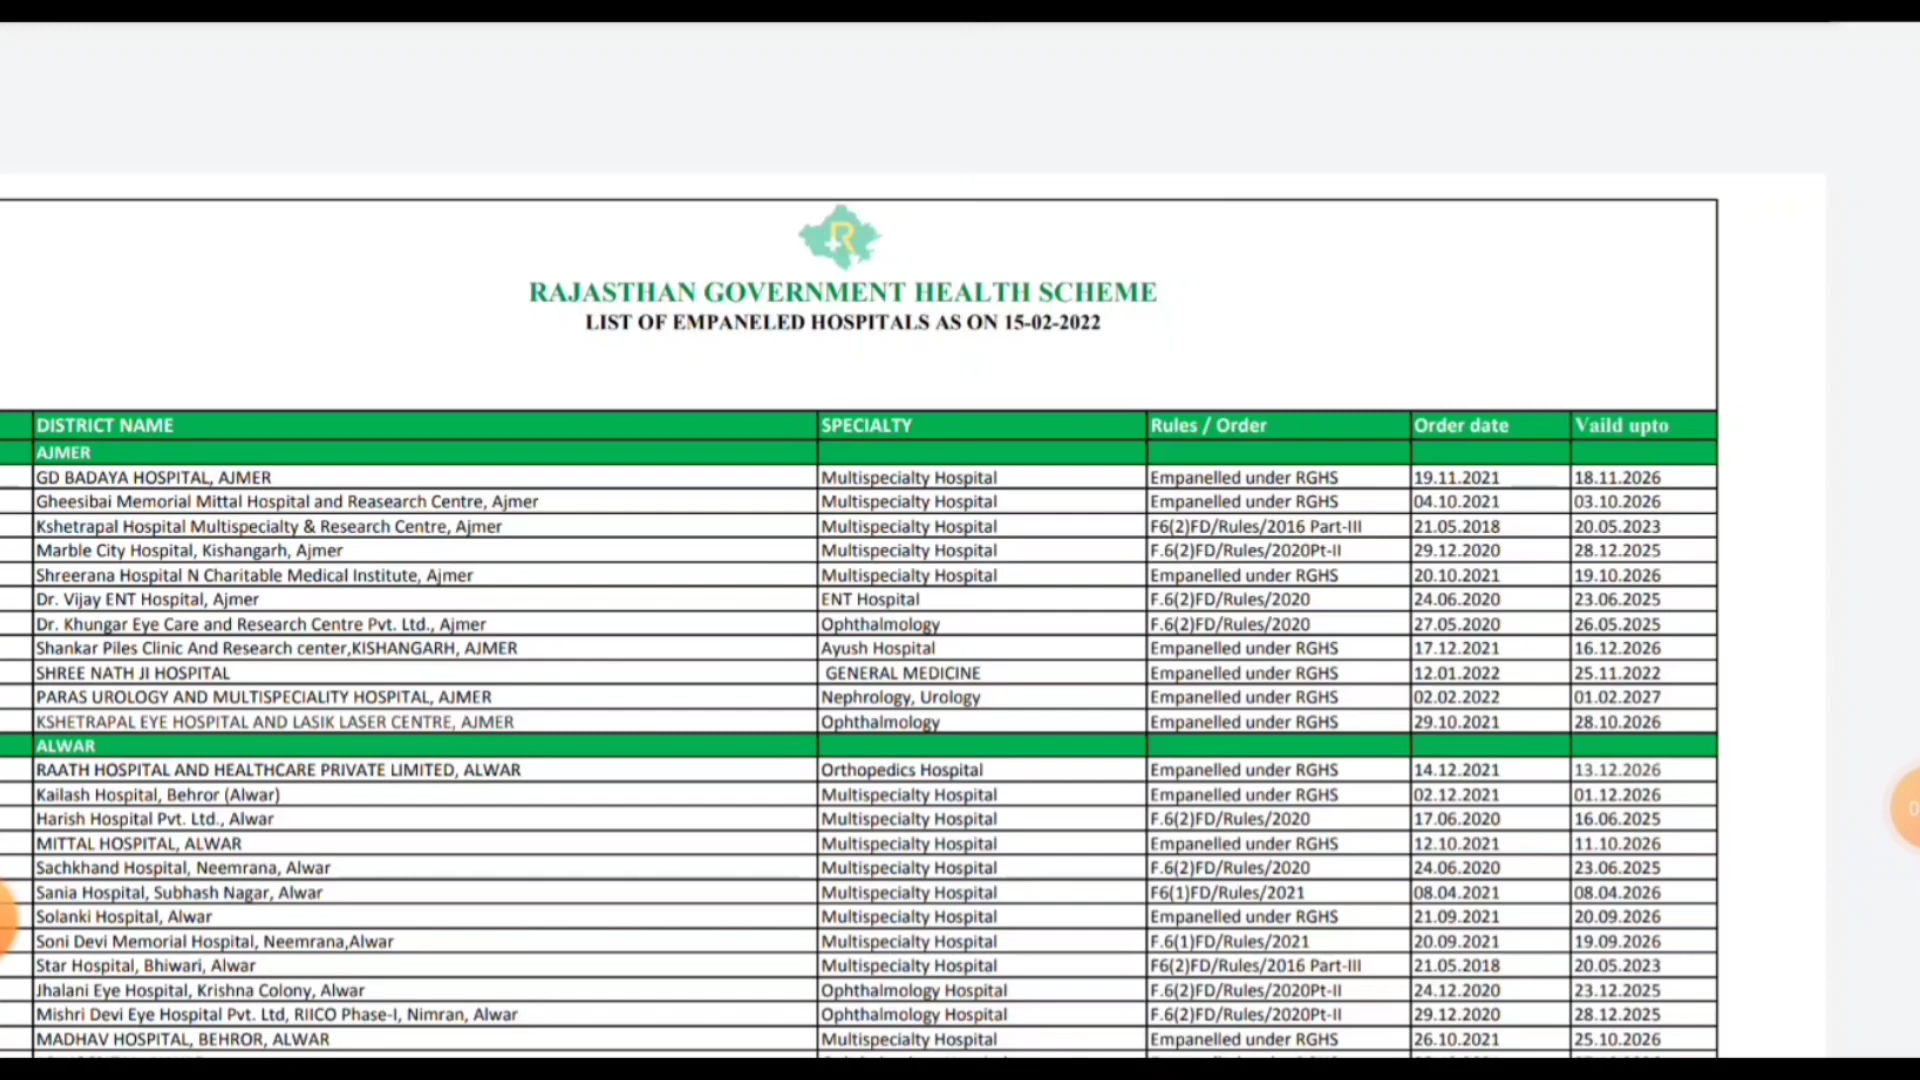 R
RAJASTHAN GOVERNMENT HEALTH SCHEME
LIST OF EMPANELED HOSPITALS AS ON 15-02-2022
DISTRICT NAME SPECIALTY Rules / Order Order date Vaild upto
AJMER
GD BADAYA HOSPITAL, AJMER Multispecialty Hospital Empanelled under RGHS 19.11.2021 18.11.2026
Gheesibai Memorial Mittal Hospital and Reasearch Centre, Ajmer Multispecialty Hospital Empanelled under RGHS 04.10.2021 03.10.2026
Kshetrapal Hospital Multispecialty & Research Centre, Ajmer Multispecialty Hospital F6(2)FD/Rules/2016 Part-III 21.05.2018 20.05.2023
Marble City Hospital, Kishangarh, Ajmer Multispecialty Hospital F.6(2)FD/Rules/2020Pt-II 29.12.2020 28.12.2025
Shreerana Hospital N Charitable Medical Institute, Ajmer Multispecialty Hospital Empanelled under RGHS 20.10.2021 19.10.2026
Dr. Vijay ENT Hospital, Ajmer ENT Hospital F.6(2)FD/Rules/2020 24.06.2020 23.06.2025
Dr. Khungar Eye Care and Research Centre Pvt. Ltd., Ajmer Ophthalmology F.6(2)FD/Rules/2020 27.05.2020 26.05.2025
Shankar Piles Clinic And Research center,KISHANGARH, AJMER Ayush Hospital Empanelled under RGHS 17.12.2021 16.12.2026
SHREE NATH JI HOSPITAL GENERAL MEDICINE Empanelled under RGHS 12.01.2022 25.11.2022
PARAS UROLOGY AND MULTISPECIALITY HOSPITAL, AJMER Nephrology, Urology Empanelled under RGHS 02.02.2022 01.02.2027
KSHETRAPAL EYE HOSPITAL AND LASIK LASER CENTRE, AJMER Ophthalmology Empanelled under RGHS 29.10.2021 28.10.2026
ALWAR
RAATH HOSPITAL AND HEALTHCARE PRIVATE LIMITED, ALWAR Orthopedics Hospital Empanelled under RGHS 14.12.2021 13.12.2026
Kailash Hospital, Behror (Alwar) Multispecialty Hospital Empanelled under RGHS 02.12.2021 01.12.2026
Harish Hospital Pvt. Ltd., Alwar Multispecialty Hospital F.6(2)FD/Rules/2020 17.06.2020 16.06.2025
MITTAL HOSPITAL, ALWAR Multispecialty Hospital Empanelled under RGHS 12.10.2021 11.10.2026
Sachkhand Hospital, Neemrana, Alwar Multispecialty Hospital F.6(2)FD/Rules/2020 24.06.2020 23.06.2025
Sania Hospital, Subhash Nagar, Alwar Multispecialty Hospital F6(1)FD/Rules/2021 08.04.2021 08.04.2026
Solanki Hospital, Alwar Multispecialty Hospital Empanelled under RGHS 21.09.2021 20.09.2026
Soni Devi Memorial Hospital, Neemrana,Alwar Multispecialty Hospital F.6(1)FD/Rules/2021 20.09.2021 19.09.2026
Star Hospital, Bhiwari, Alwar Multispecialty Hospital F6(2)FD/Rules/2016 Part-III 21.05.2018 20.05.2023
Jhalani Eye Hospital, Krishna Colony, Alwar Ophthalmology Hospital F.6(2)FD/Rules/2020Pt-II 24.12.2020 23.12.2025
Mishri Devi Eye Hospital Pvt. Ltd, RIICO Phase-I, Nimran, Alwar Ophthalmology Hospital F.6(2)FD/Rules/2020Pt-II 29.12.2020 28.12.2025
MADHAV HOSPITAL, BEHROR, ALWAR Multispecialty Hospital Empanelled under RGHS 26.10.2021 25.10.2026